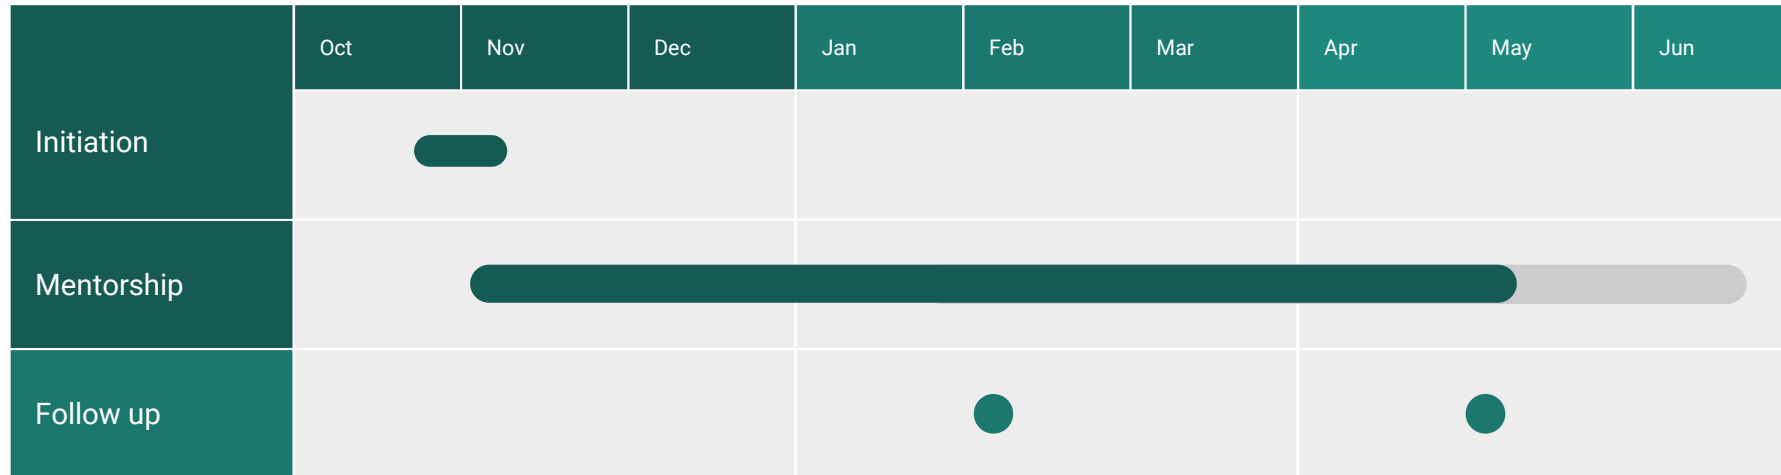 Oct Nov Dec Jan Feb Mar Apr May Jun
Initiation
Mentorship
Follow up